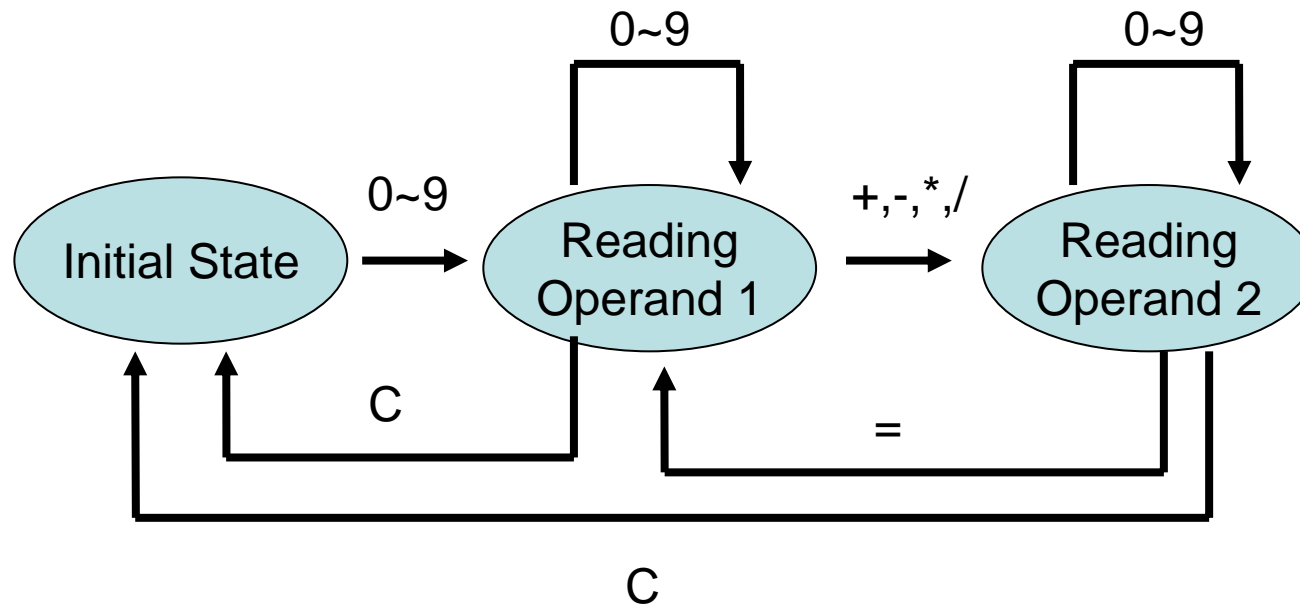 0~9
0~9
0~9
+,-,*,/
Initial State
Reading
Operand 1
Reading
Operand 2
C
=
C